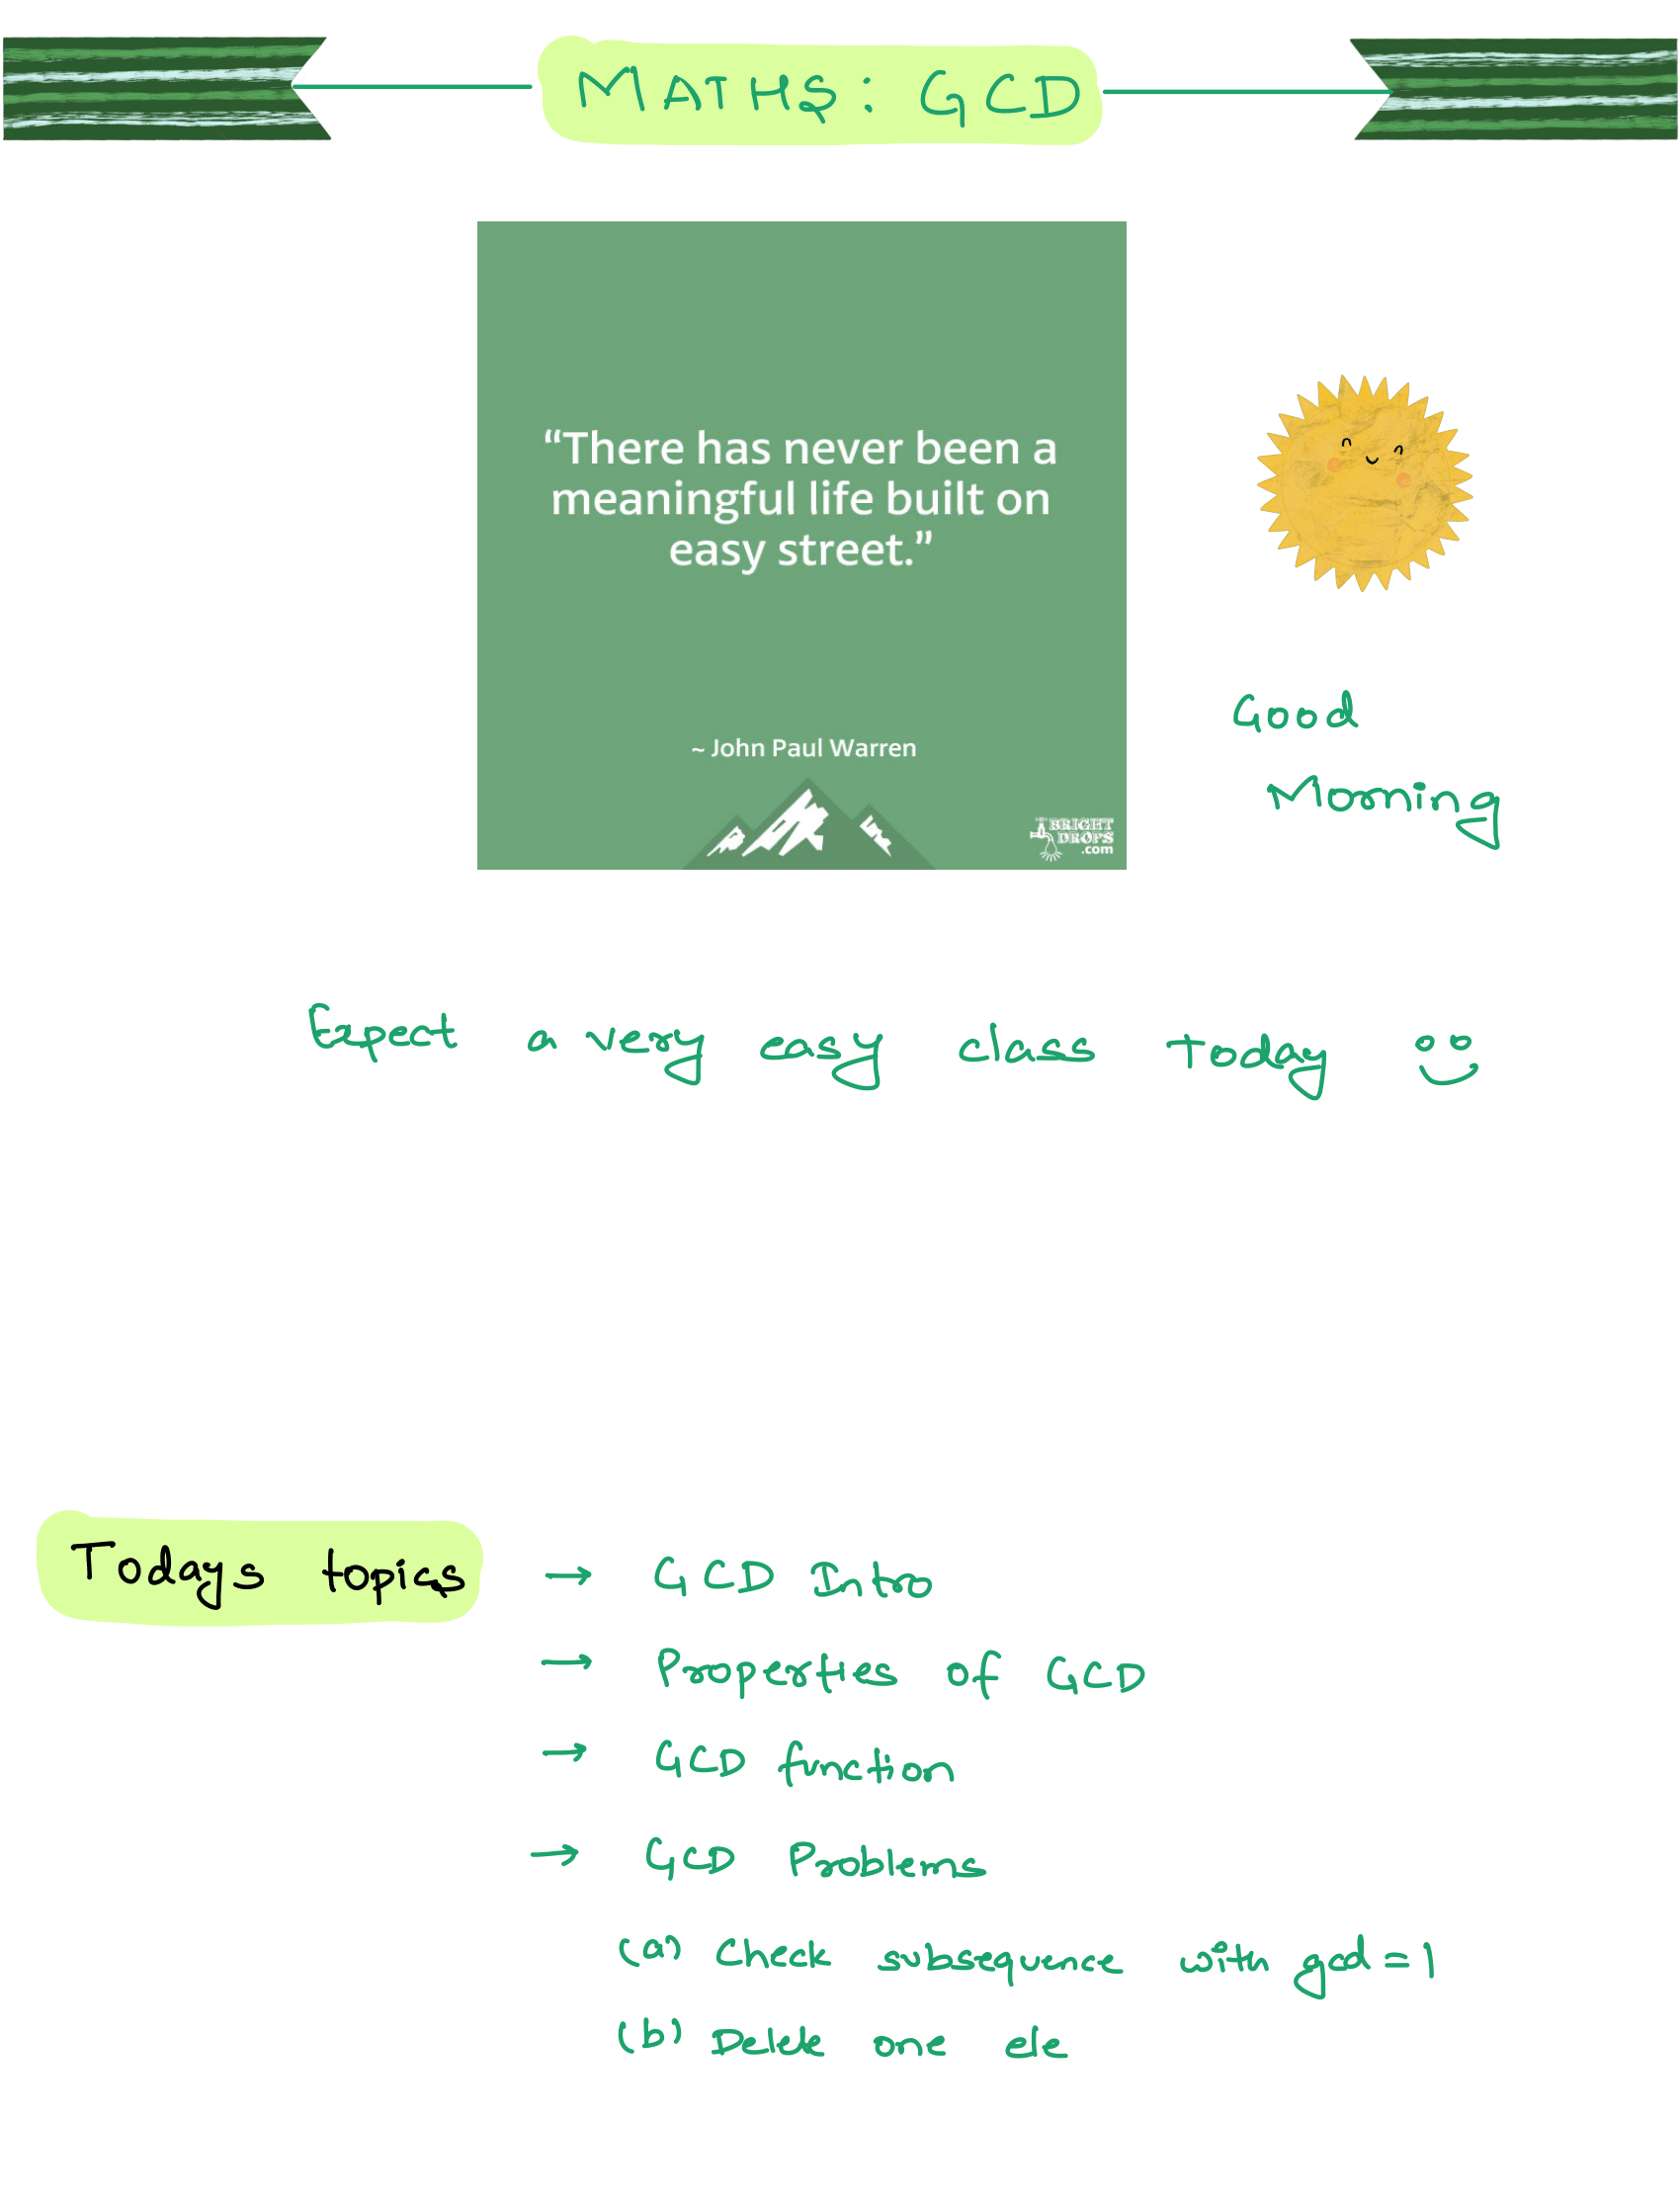 MATHS: GCD
“There has never been a
meaningful life built on
easy street.”
~ John Paul Warren
BRIGHT
DROPS
.com
Good
Morning
Expect a very easy class today
Todays topics → GCD Intro
→ Properties of GCD
→ GCD function
→ GCD Problems
(a) Check subsequence with gcd = 1
(b) Delete one ele